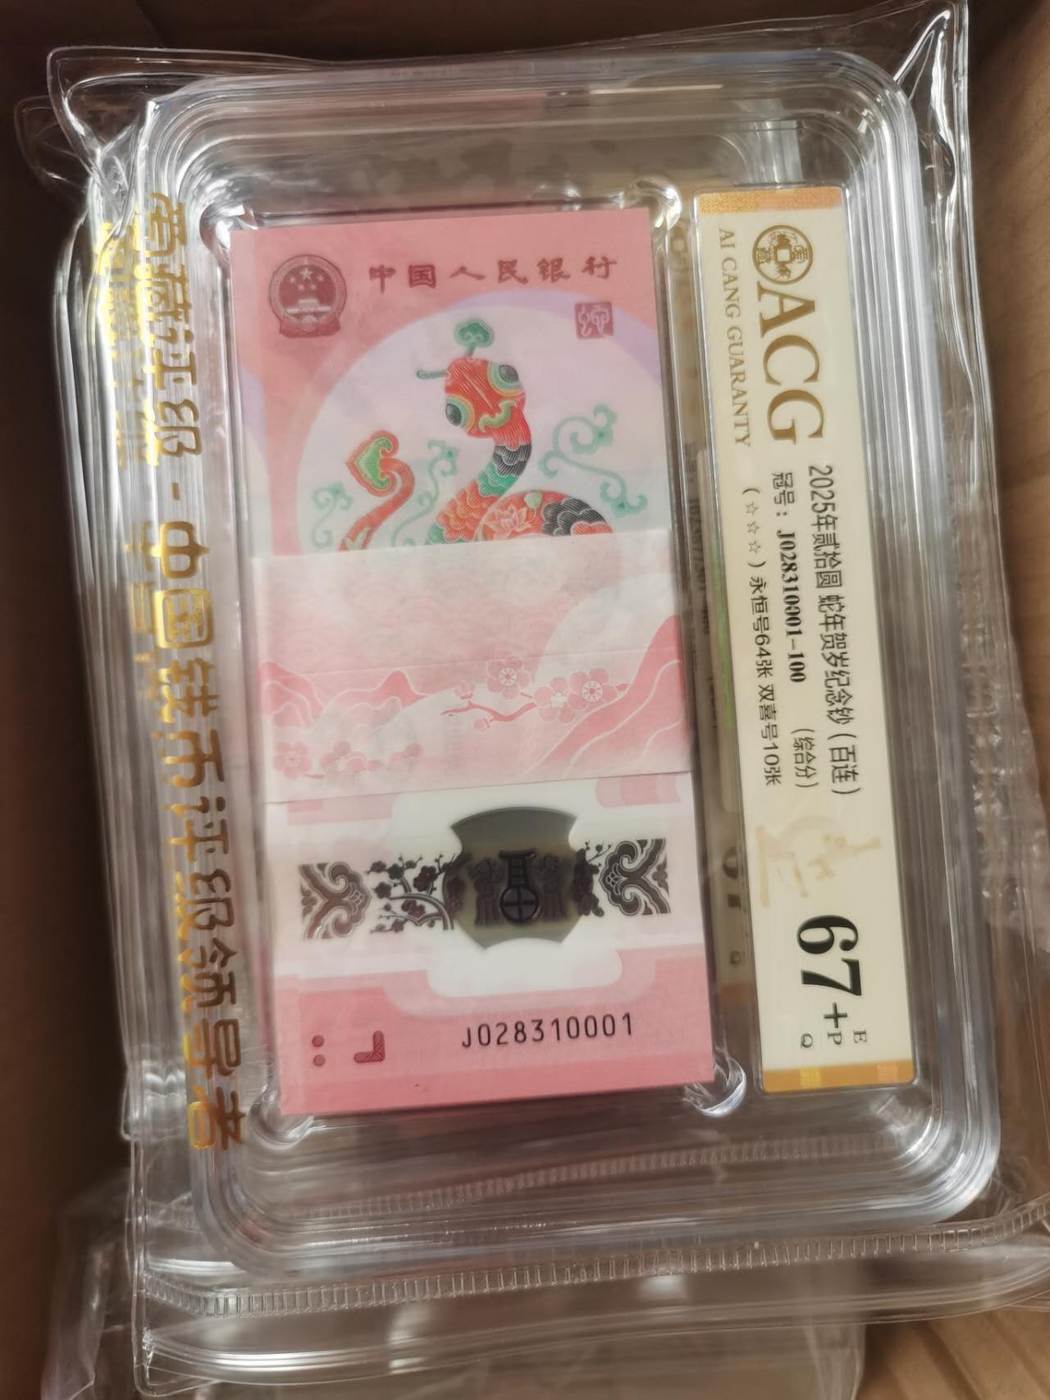 中国人民银行
J028310001
ACG
AI CANG GUARANTY
2025年贰拾圆 蛇年贺岁纪念钞（百连）
冠号：J028310001-100 （综合分）
（☆☆☆）永恒号64张 双喜号10张
67+
E
P
Q
爱藏评级 - 中国钱币评级领导者